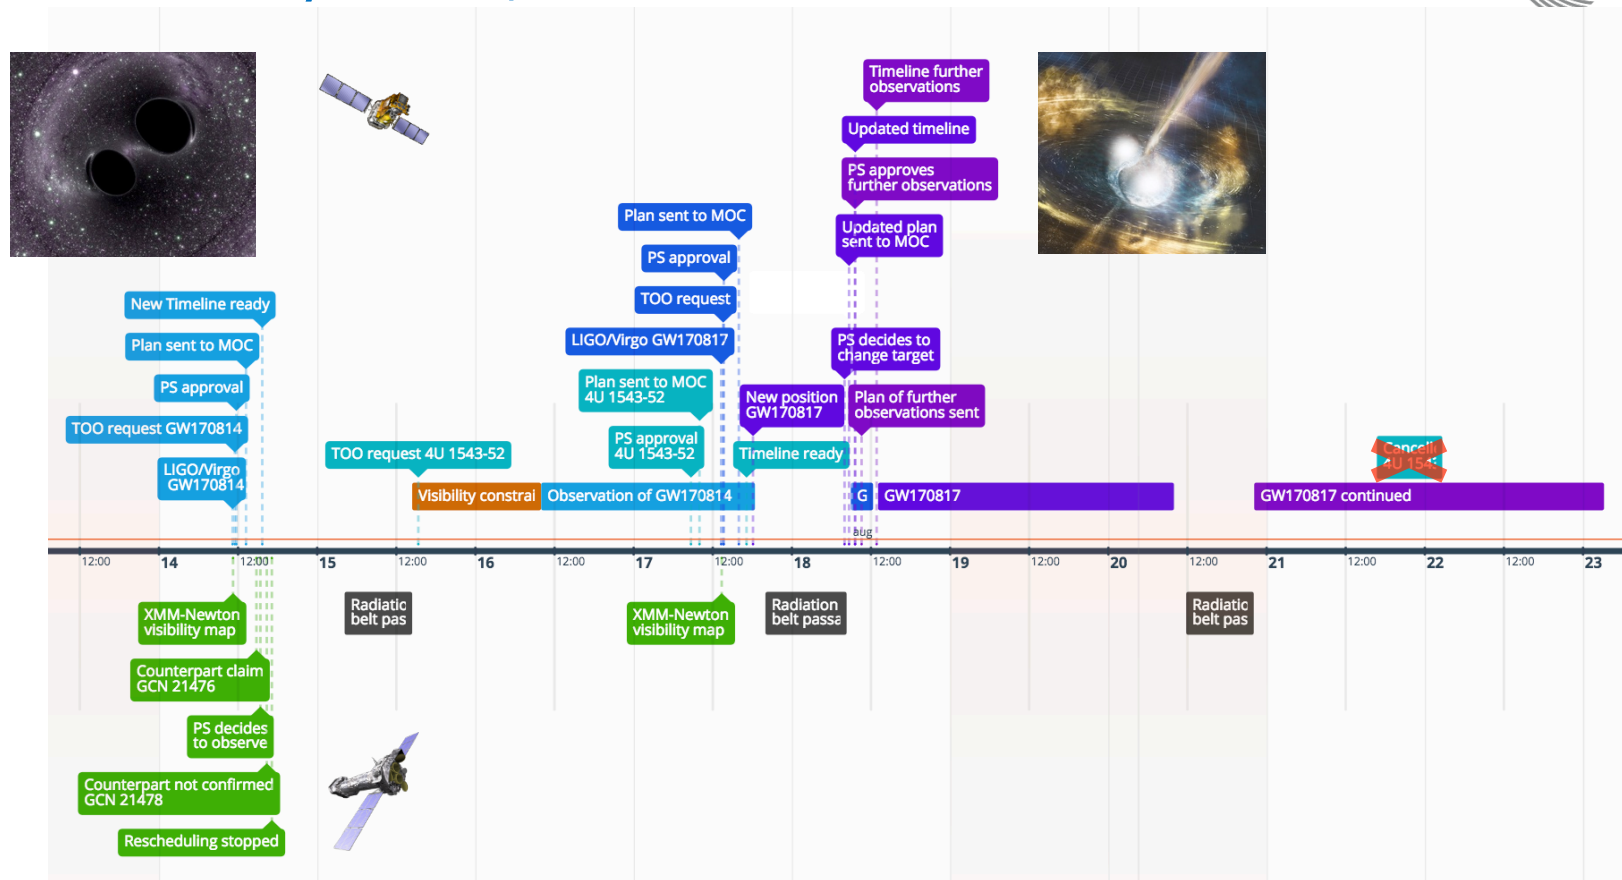 Timeline further
observations
Updated timeline
PS approves
further observations
Plan sent to MOC
Updated plan
sent to MOC
PS approval
New Timeline ready
TOO request
Plan sent to MOC
LIGO/Virgo GW170817
PS decides to
change target
PS approval
Plan sent to MOC
4U 1543-52
New position
GW170817
Plan of further
observations sent
TOO request GW170814
PS approval
4U 1543-52
TOO request 4U 1543-52
Timeline ready
LIGO/Virgo
GW170814
Visibility constrai
Observation of GW170814
G
GW170817
GW170817 continued
Cancell
4U 154
aug
12:00
14
12:00
15
12:00
16
12:00
17
12:00
18
12:00
19
12:00
20
12:00
21
12:00
22
12:00
23
XMM-Newton
visibility map
Radiatio
belt pas
XMM-Newton
visibility map
Radiation
belt passa
Radiatio
belt pas
Counterpart claim
GCN 21476
PS decides
to observe
Counterpart not confirmed
GCN 21478
Rescheduling stopped